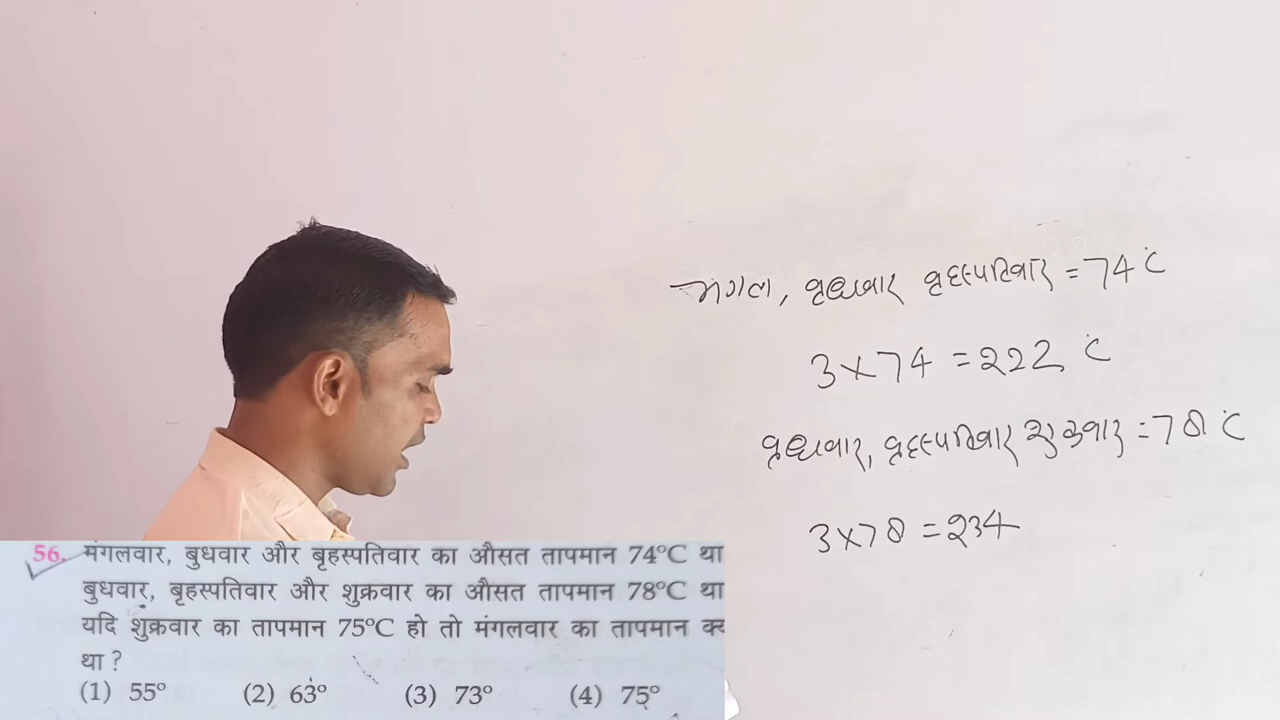 मंगल, बुधवार बृहस्पतिवार = 74°C
3 × 74 = 222 °C
बुधवार, बृहस्पतिवार शुक्रवार = 78°C
3 × 78 = 234
56. मंगलवार, बुधवार और बृहस्पतिवार का औसत तापमान 74°C था
बुधवार, बृहस्पतिवार और शुक्रवार का औसत तापमान 78°C था
यदि शुक्रवार का तापमान 75°C हो तो मंगलवार का तापमान क्य
था ?
(1) 55° (2) 63° (3) 73° (4) 75°